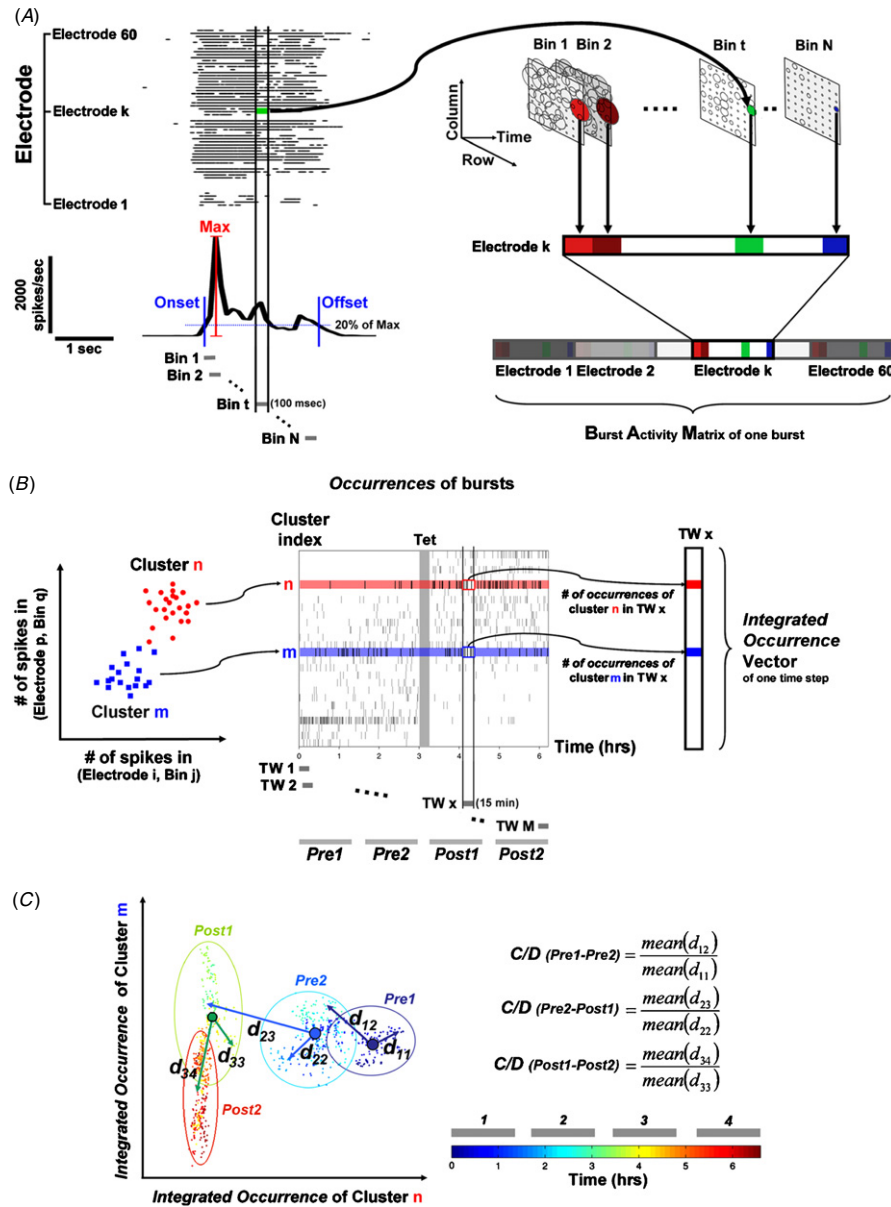 (A)
Electrode 60
Electrode k
Electrode 1
Electrode
Max
2000
spikes/sec
Onset
Offset
20% of Max
1 sec
Bin 1
Bin 2
Bin t
(100 msec)
Bin N
Bin 1
Bin 2
Bin t
Bin N
Column
Time
Row
Electrode k
Electrode 1
Electrode 2
Electrode k
Electrode 60
Burst Activity Matrix of one burst
(B)
Occurrences of bursts
Cluster
index
Tet
TW x
Cluster n
n
# of occurrences of
cluster n in TW x
# of spikes in
(Electrode p, Bin q)
m
# of occurrences of
cluster m in TW x
Integrated
Occurrence
Vector
of one time step
Cluster m
# of spikes in
(Electrode i, Bin j)
Time (hrs)
0 1 2 3 4 5 6
TW 1
TW 2
TW x
(15 min)
TW M
Pre1 Pre2 Post1 Post2
(C)
Integrated Occurrence of Cluster m
Post1
Pre2
Pre1
d12
d23
d11
d22
d33
d34
Post2
Integrated Occurrence of Cluster n
C/D (Pre1-Pre2) = mean(d12) / mean(d11)
C/D (Pre2-Post1) = mean(d23) / mean(d22)
C/D (Post1-Post2) = mean(d34) / mean(d33)
1 2 3 4
0 1 2 3 4 5 6
Time (hrs)